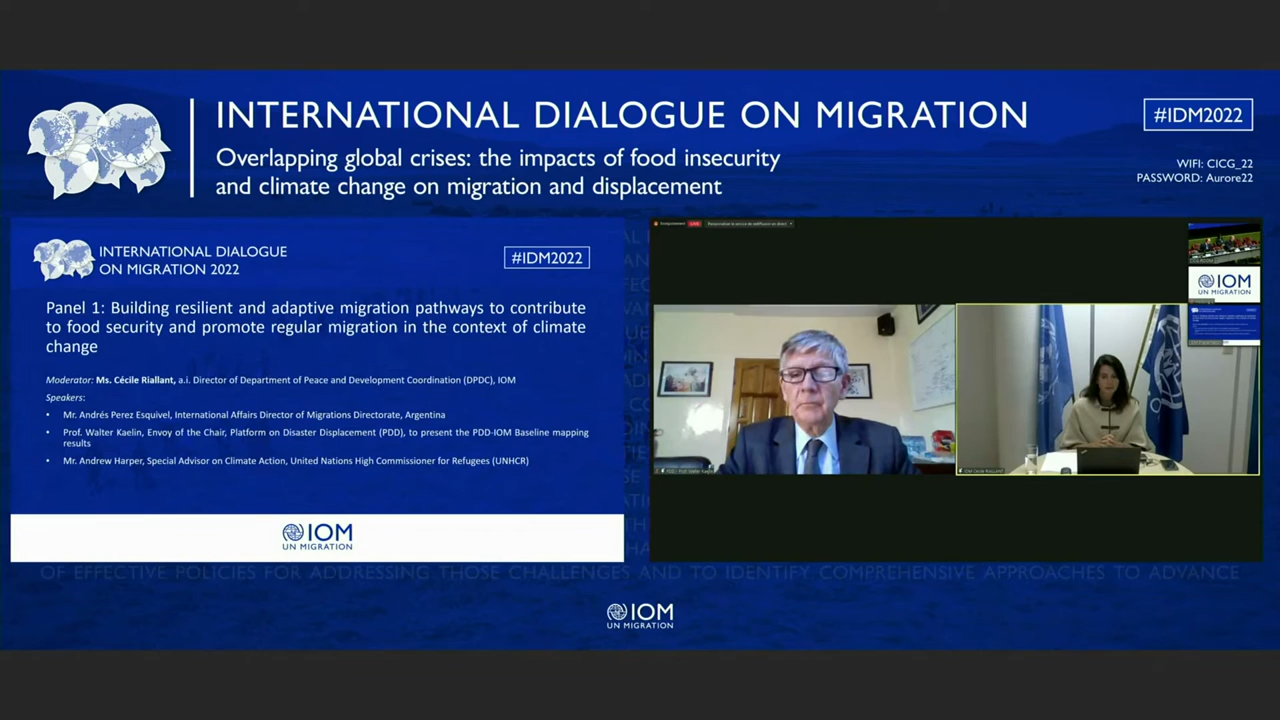 INTERNATIONAL DIALOGUE ON MIGRATION
Overlapping global crises: the impacts of food insecurity
and climate change on migration and displacement
#IDM2022
WIFI: CICG_22
PASSWORD: Aurore22
INTERNATIONAL DIALOGUE
ON MIGRATION 2022
#IDM2022
Panel 1: Building resilient and adaptive migration pathways to contribute
to food security and promote regular migration in the context of climate
change
Moderator: Ms. Cécile Riallant, a.i. Director of Department of Peace and Development Coordination (DPDC), IOM
Speakers:
• Mr. Andrés Perez Esquivel, International Affairs Director of Migrations Directorate, Argentina
• Prof. Walter Kaelin, Envoy of the Chair, Platform on Disaster Displacement (PDD), to present the PDD-IOM Baseline mapping
results
• Mr. Andrew Harper, Special Advisor on Climate Action, United Nations High Commissioner for Refugees (UNHCR)
IOM
UN MIGRATION
LIVE
IOM
UN MIGRATION
IOM Cécile RIALLANT
OF EFFECTIVE POLICIES FOR ADDRESSING THOSE CHALLENGES AND TO IDENTIFY COMPREHENSIVE APPROACHES TO ADVANCE
IOM
UN MIGRATION